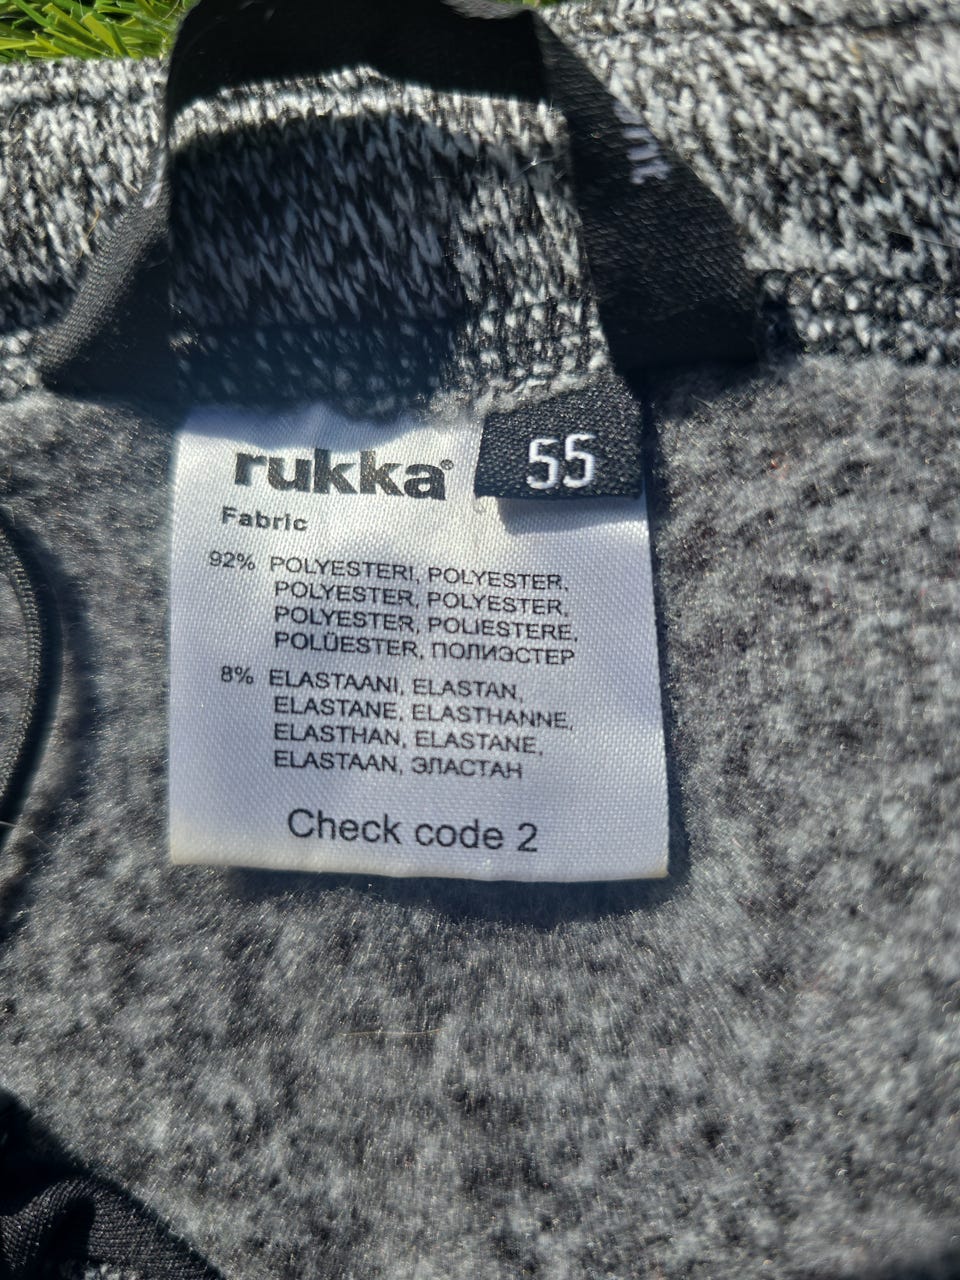 rukka®
55
Fabric
92% POLYESTERI, POLYESTER,
POLYESTER, POLYESTER,
POLYESTER, POLIESTERE,
POLÜESTER, ПОЛИЭСТЕР
8% ELASTAANI, ELASTAN,
ELASTANE, ELASTHANNE,
ELASTHAN, ELASTANE,
ELASTAAN, ЭЛАСТАН
Check code 2